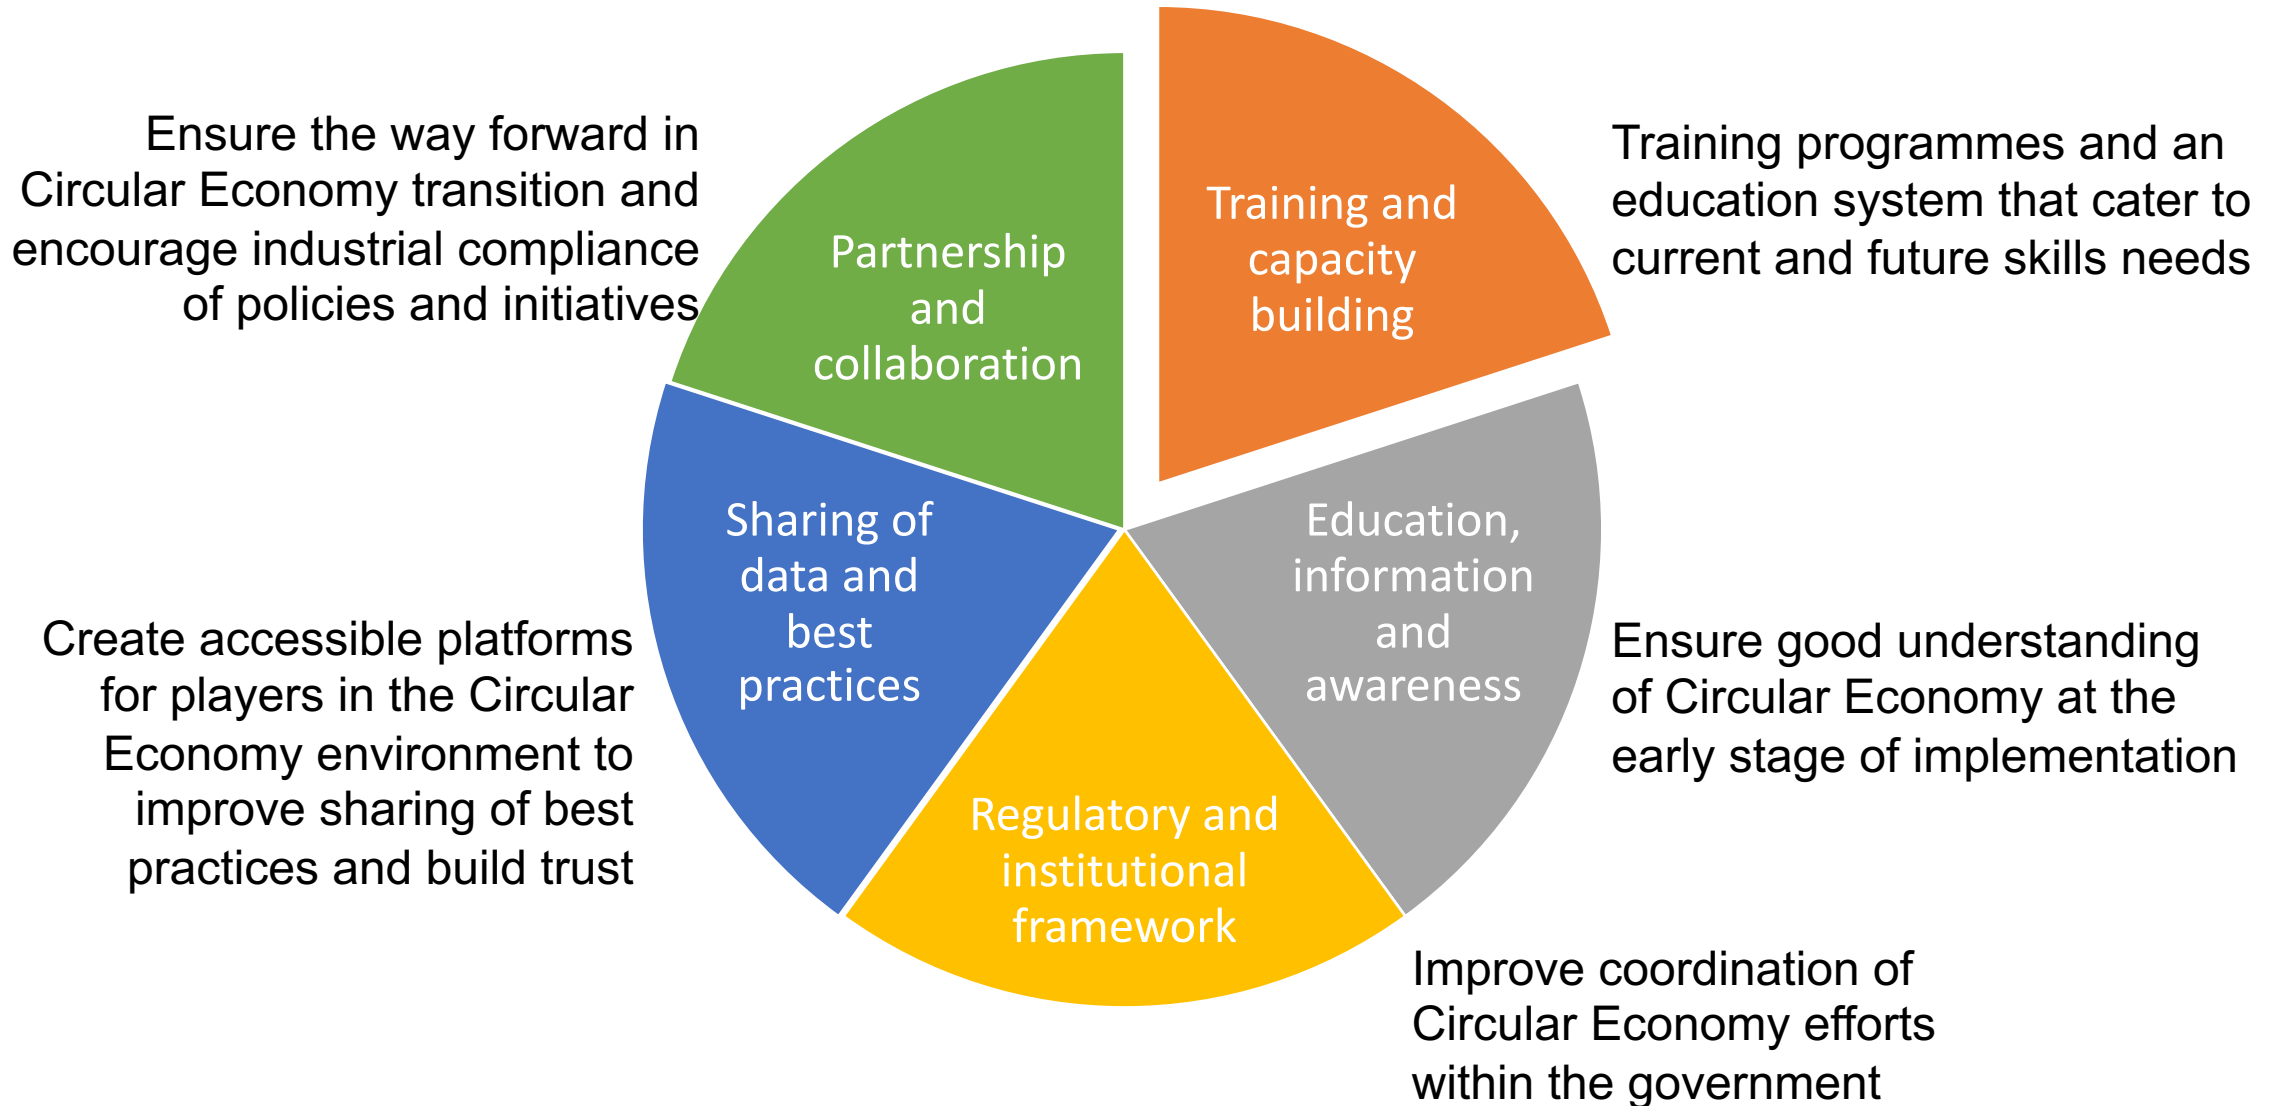 Ensure the way forward in
Circular Economy transition and
encourage industrial compliance
of policies and initiatives
Partnership
and
collaboration
Training and
capacity
building
Training programmes and an
education system that cater to
current and future skills needs
Sharing of
data and
best
practices
Create accessible platforms
for players in the Circular
Economy environment to
improve sharing of best
practices and build trust
Education,
information
and
awareness
Ensure good understanding
of Circular Economy at the
early stage of implementation
Regulatory and
institutional
framework
Improve coordination of
Circular Economy efforts
within the government